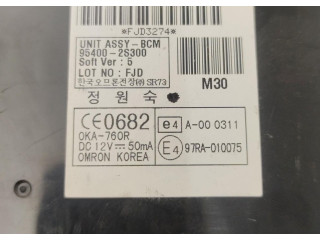 *FJD3274*
UNIT ASSY-BCM
95400-2S300
Soft Ver : 5
LOT NO : FJD
한국오므론전장㈜ SR73
M30
정 원 숙
CE0682
OKA-760R
DC 12V ⎓ 50mA
OMRON KOREA
e4 A-00 0311
E4 97RA-010075